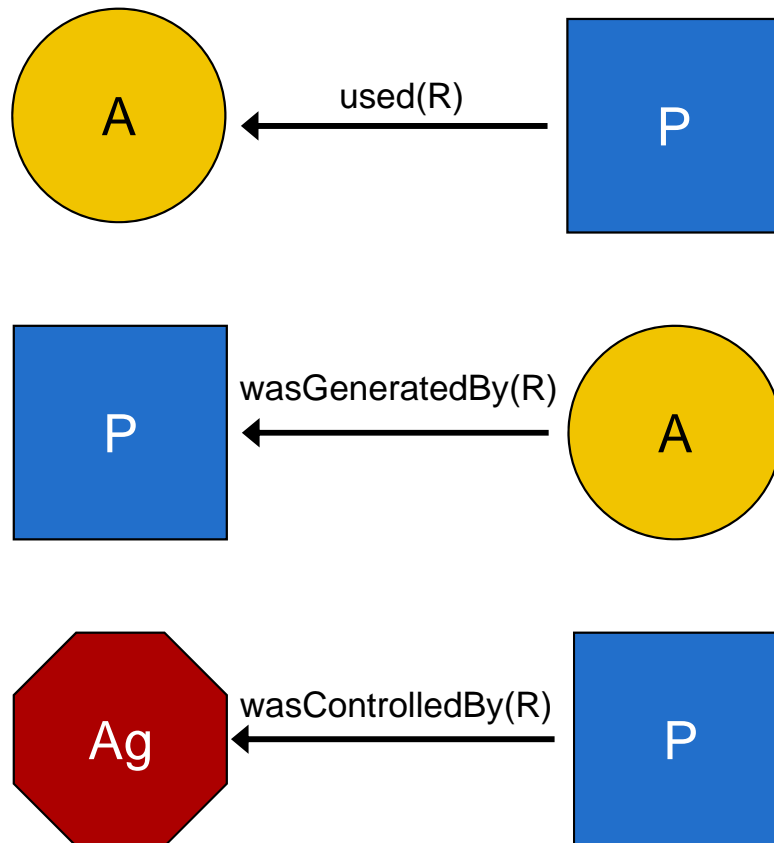 A
used(R)
P
P
wasGeneratedBy(R)
A
Ag
wasControlledBy(R)
P